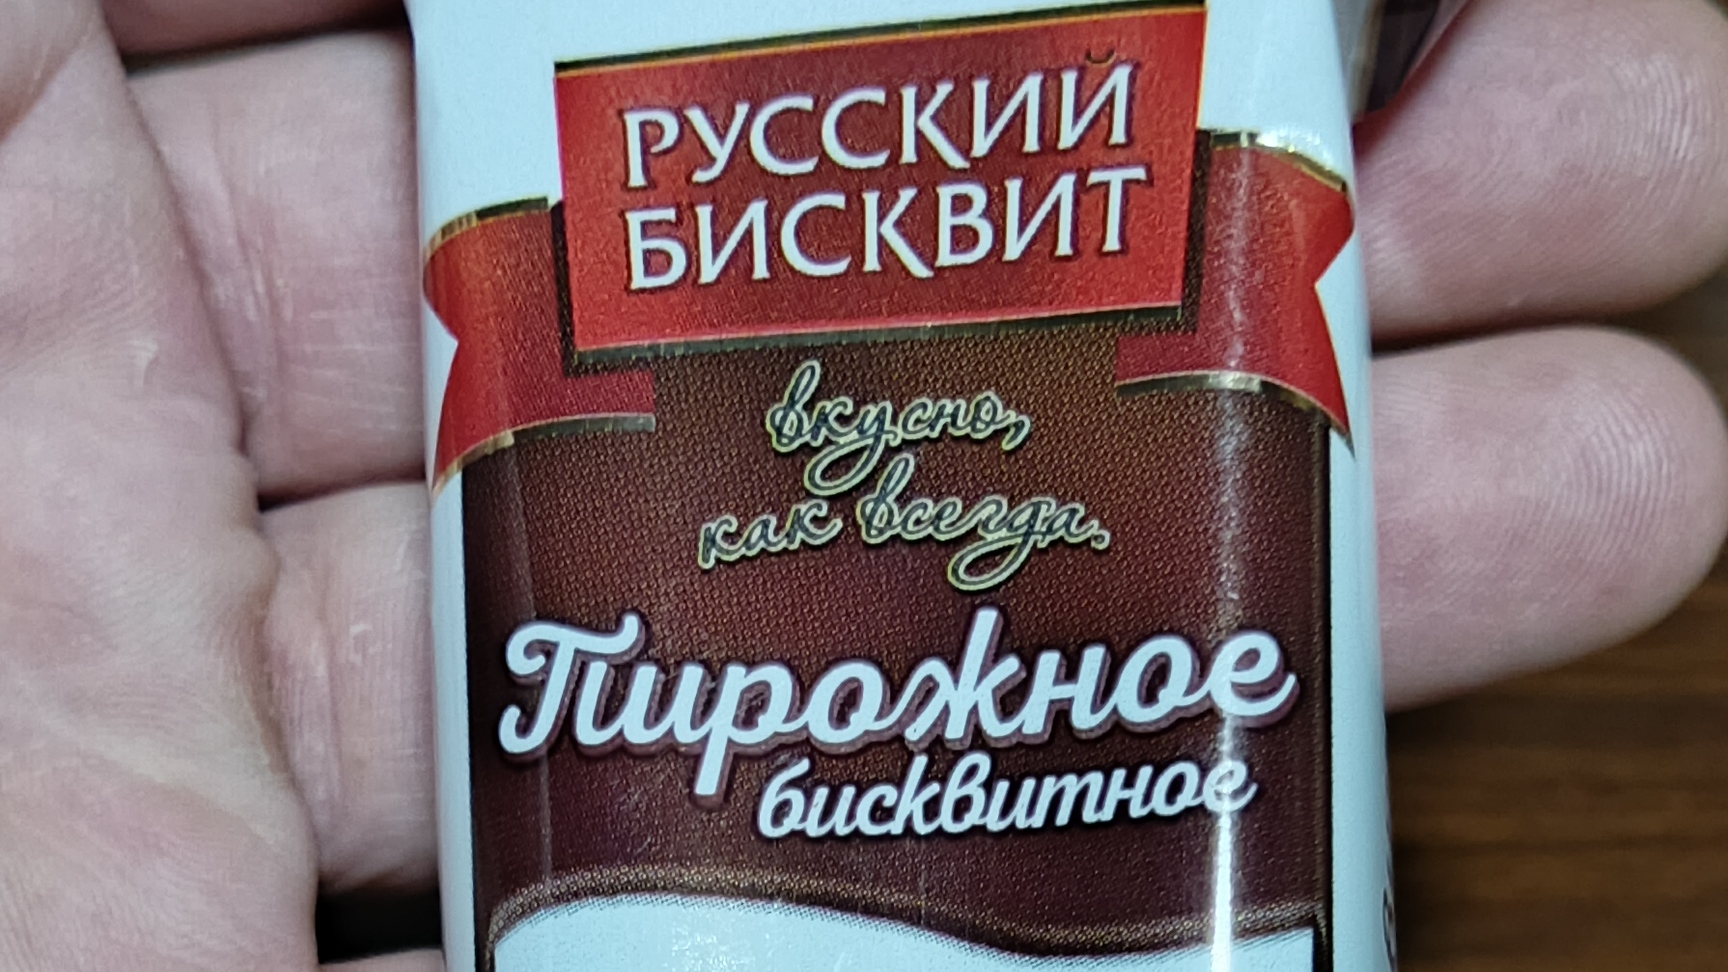 РУССКИЙ
БИСКВИТ
вкусно,
как всегда.
Пирожное
бисквитное